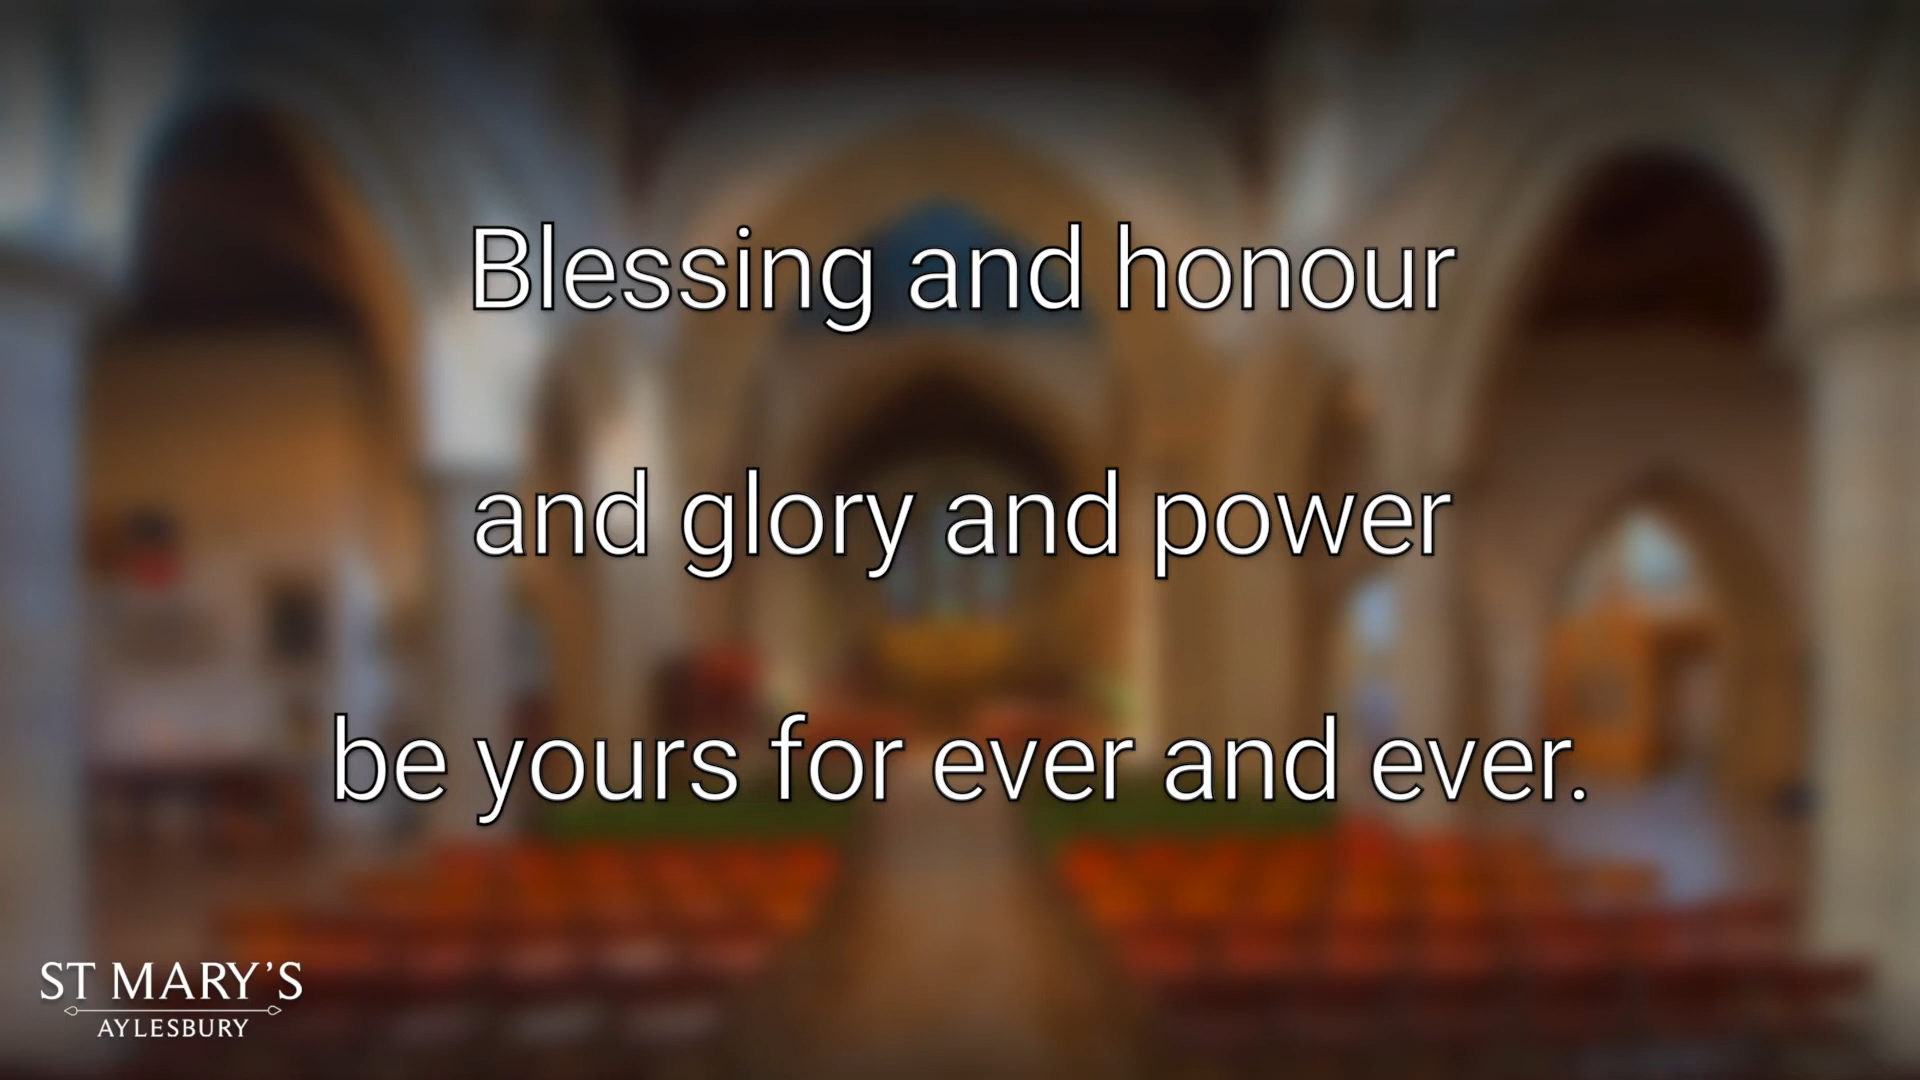 Blessing and honour
and glory and power
be yours for ever and ever.
ST MARY'S
AYLESBURY